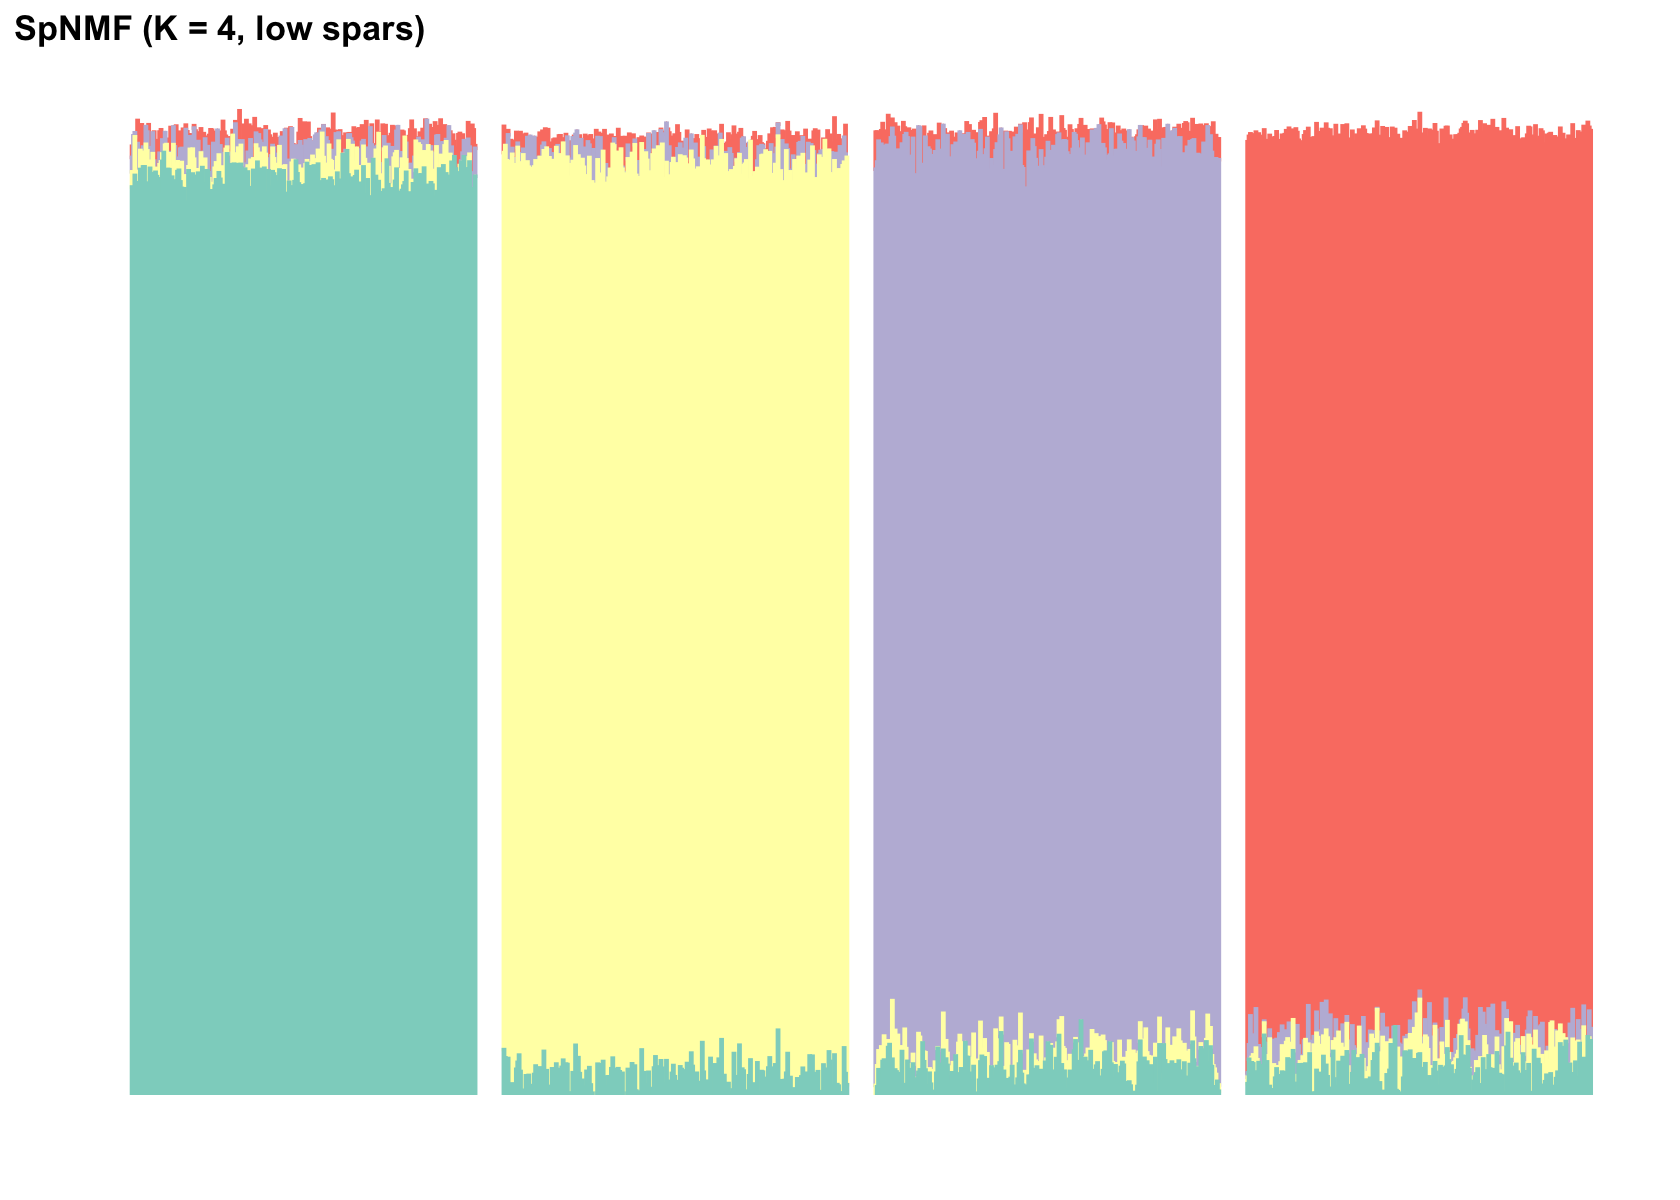 SpNMF (K = 4, low spars)